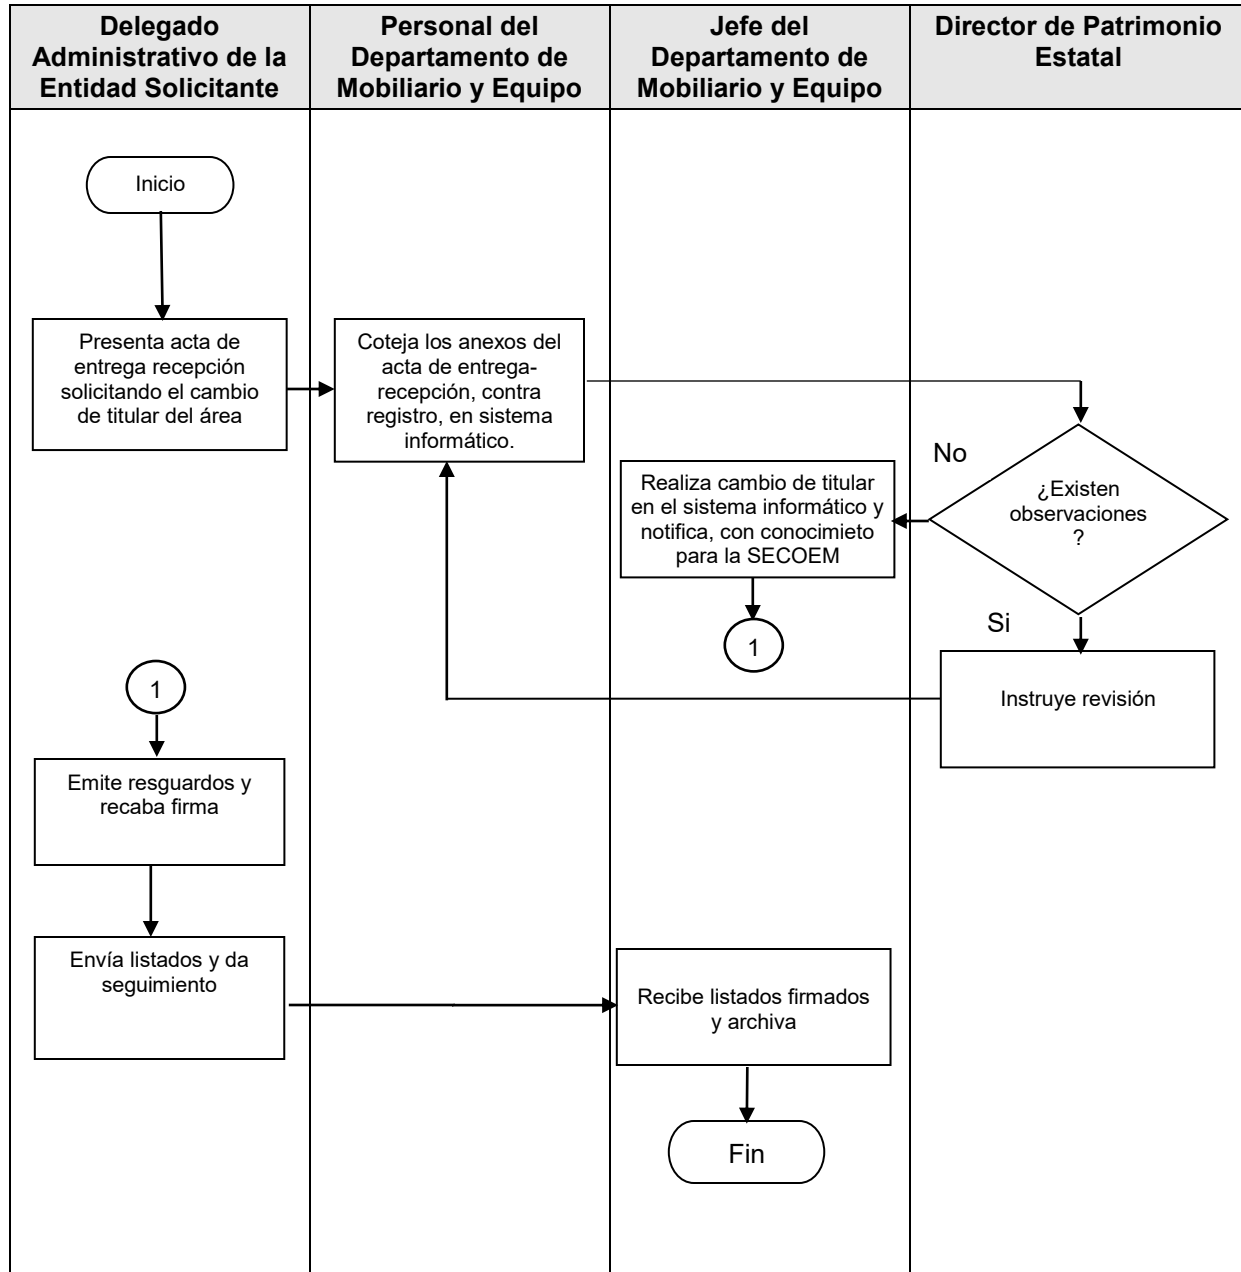 Delegado
Administrativo de la
Entidad Solicitante
Personal del
Departamento de
Mobiliario y Equipo
Jefe del
Departamento de
Mobiliario y Equipo
Director de Patrimonio
Estatal
Inicio
Presenta acta de
entrega recepción
solicitando el cambio
de titular del área
Coteja los anexos del
acta de entrega-
recepción, contra
registro, en sistema
informático.
No
¿Existen
observaciones
?
Realiza cambio de titular
en el sistema informático y
notifica, con conocimieto
para la SECOEM
1
Si
Instruye revisión
1
Emite resguardos y
recaba firma
Envía listados y da
seguimiento
Recibe listados firmados
y archiva
Fin